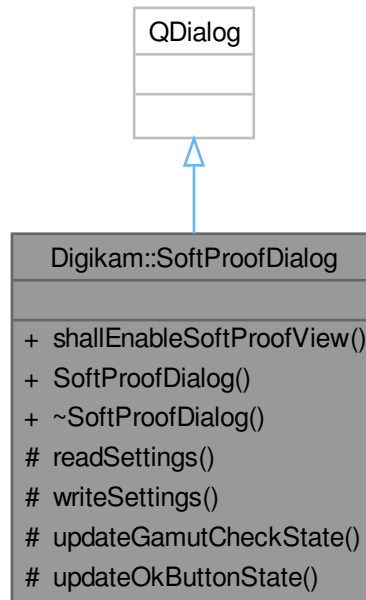 QDialog
Digikam::SoftProofDialog
+ shallEnableSoftProofView()
+ SoftProofDialog()
+ ~SoftProofDialog()
# readSettings()
# writeSettings()
# updateGamutCheckState()
# updateOkButtonState()